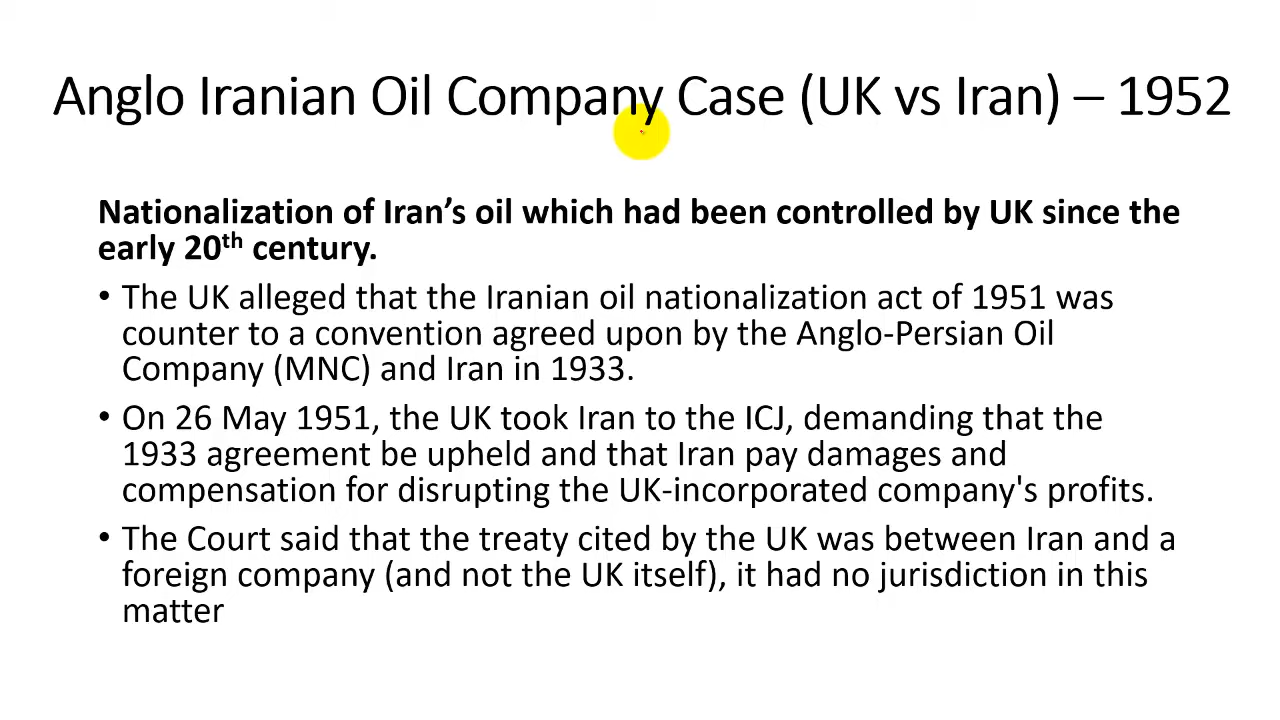 Anglo Iranian Oil Company Case (UK vs Iran) – 1952
Nationalization of Iran’s oil which had been controlled by UK since the
early 20th century.
• The UK alleged that the Iranian oil nationalization act of 1951 was
counter to a convention agreed upon by the Anglo-Persian Oil
Company (MNC) and Iran in 1933.
• On 26 May 1951, the UK took Iran to the ICJ, demanding that the
1933 agreement be upheld and that Iran pay damages and
compensation for disrupting the UK-incorporated company's profits.
• The Court said that the treaty cited by the UK was between Iran and a
foreign company (and not the UK itself), it had no jurisdiction in this
matter